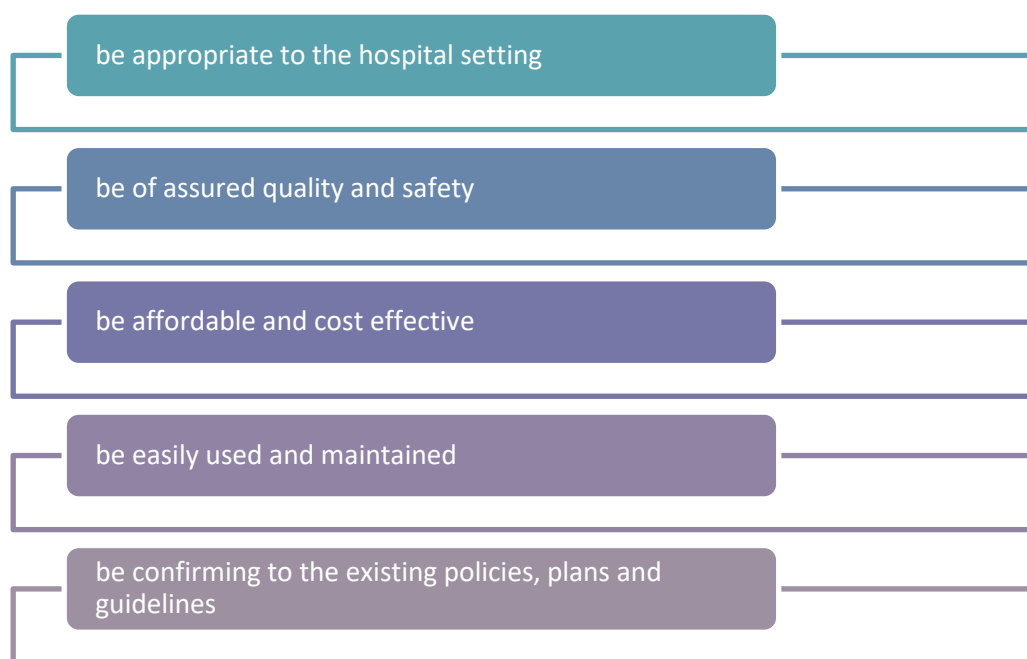 be appropriate to the hospital setting
be of assured quality and safety
be affordable and cost effective
be easily used and maintained
be confirming to the existing policies, plans and
guidelines